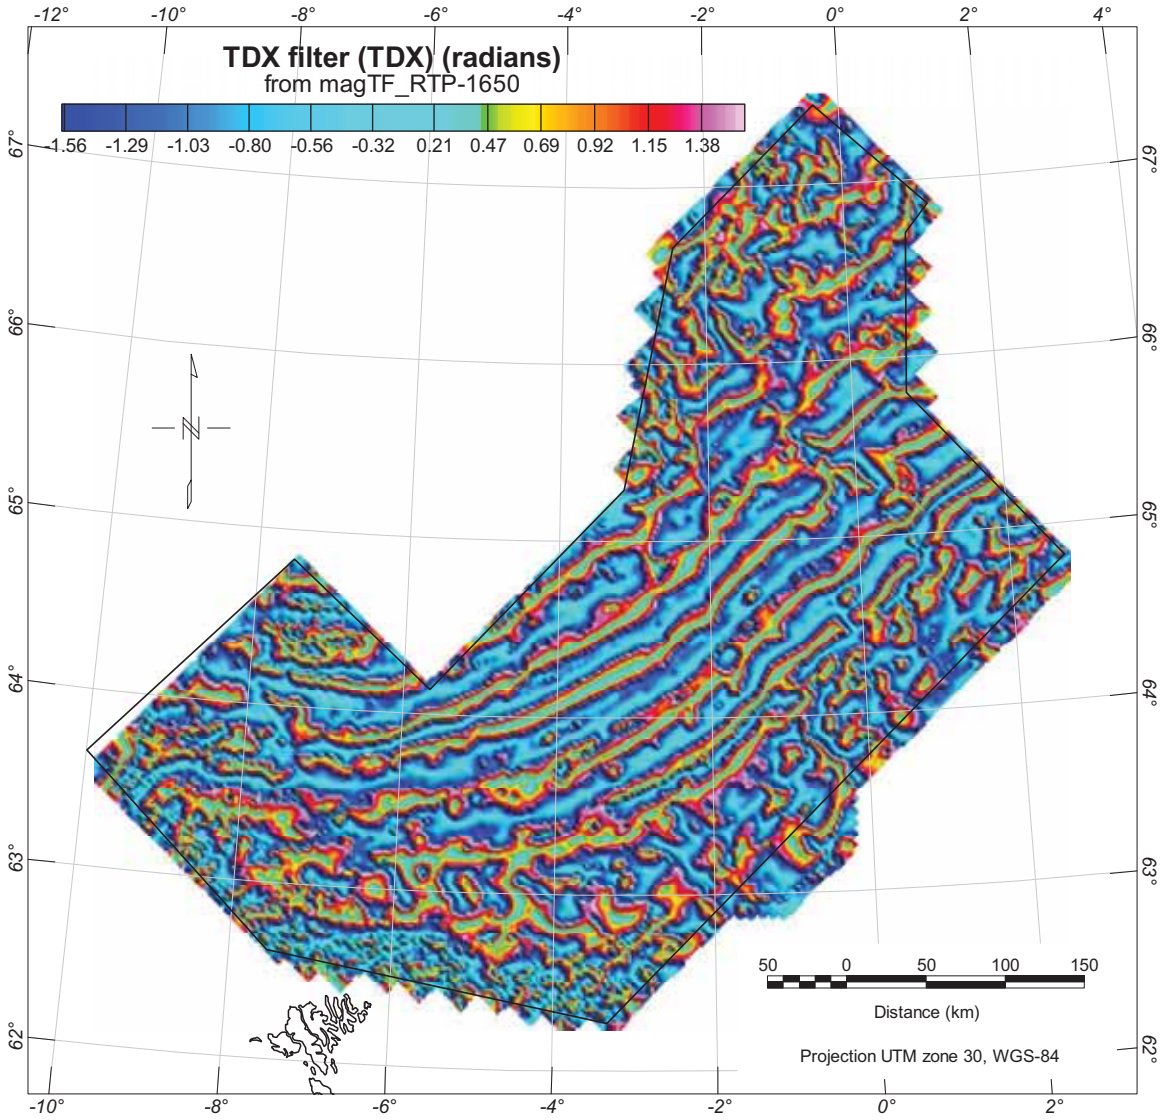 -12° -10° -8° -6° -4° -2° 0° 2° 4°
TDX filter (TDX) (radians)
from magTF_RTP-1650
-1.56 -1.29 -1.03 -0.80 -0.56 -0.32 0.21 0.47 0.69 0.92 1.15 1.38
67° 67°
66° 66°
N
65° 65°
64° 64°
63° 63°
50 0 50 100 150
Distance (km)
62° 62°
Projection UTM zone 30, WGS-84
-10° -8° -6° -4° -2° 0° 2°